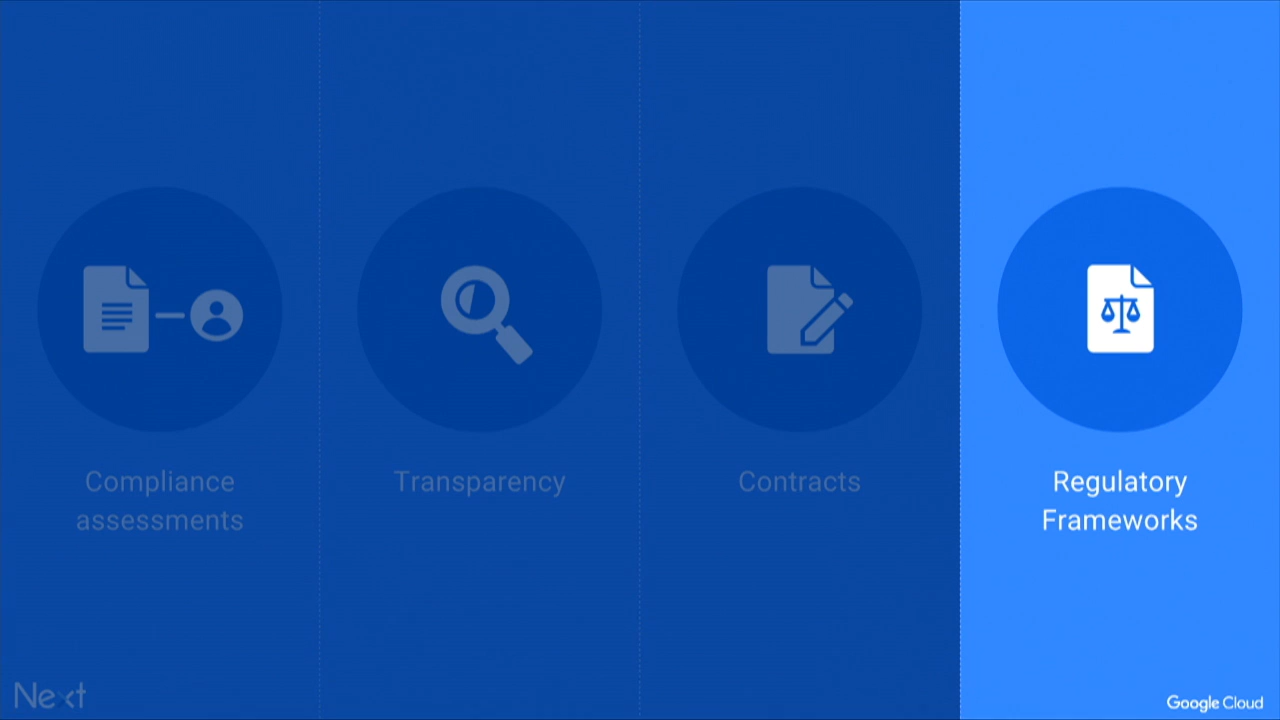 Compliance
assessments
Transparency
Contracts
Regulatory
Frameworks
Next
Google Cloud